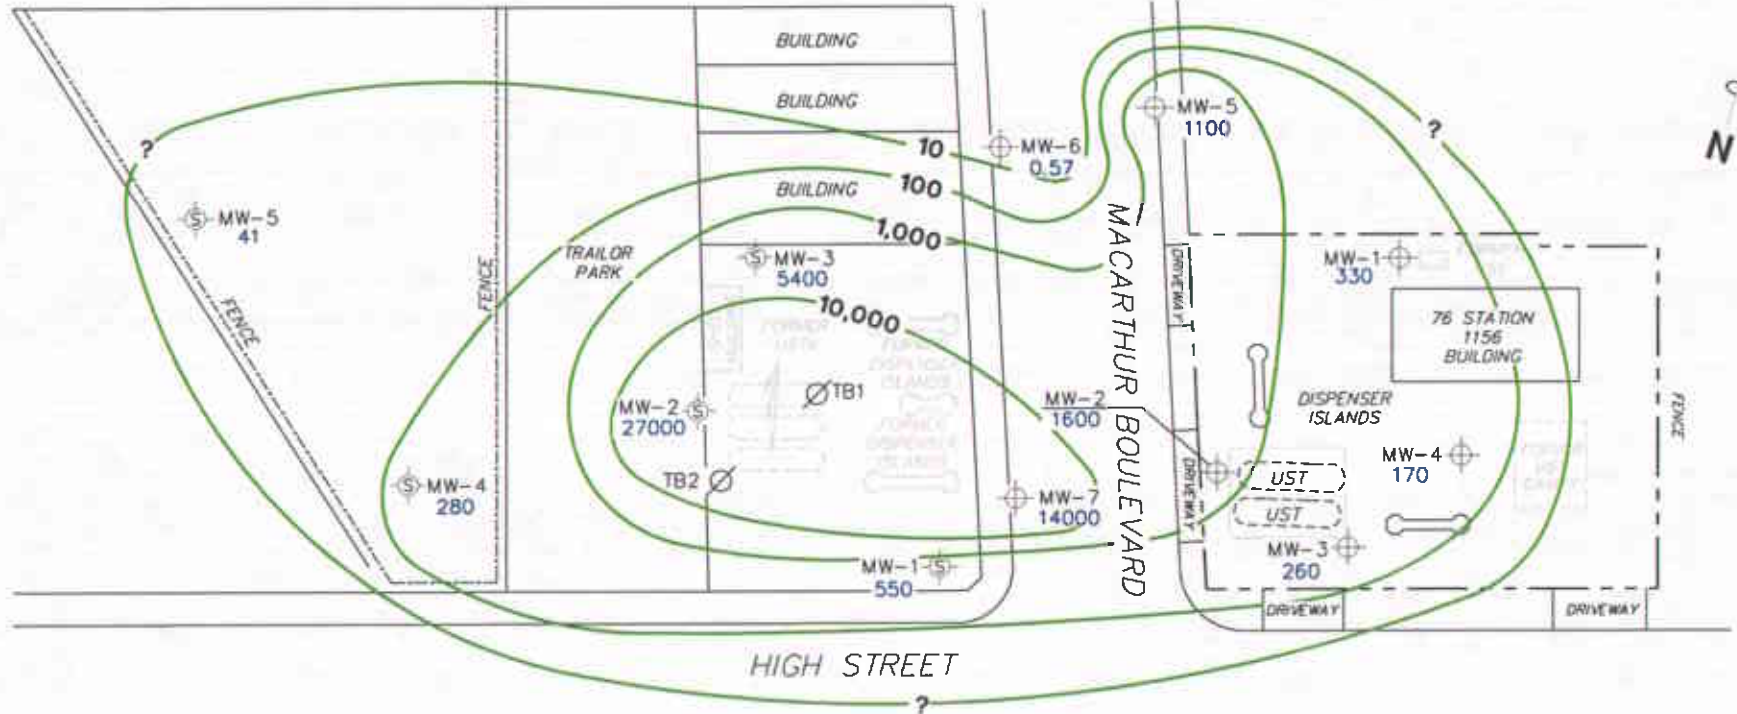 BUILDING
BUILDING
BUILDING
?
10
100
1,000
10,000
MW-6
0.57
MW-5
1100
?
N
MW-5
41
FENCE
FENCE
TRAILOR
PARK
MW-3
5400
MW-2
27000
TB1
TB2
MW-4
280
MW-7
14000
MW-1
550
MW-2
1600
MACARTHUR BOULEVARD
DRIVEWAY
DRIVEWAY
MW-1
330
76 STATION
1156
BUILDING
DISPENSER
ISLANDS
MW-4
170
FENCE
UST
UST
MW-3
260
DRIVEWAY
DRIVEWAY
HIGH STREET
?